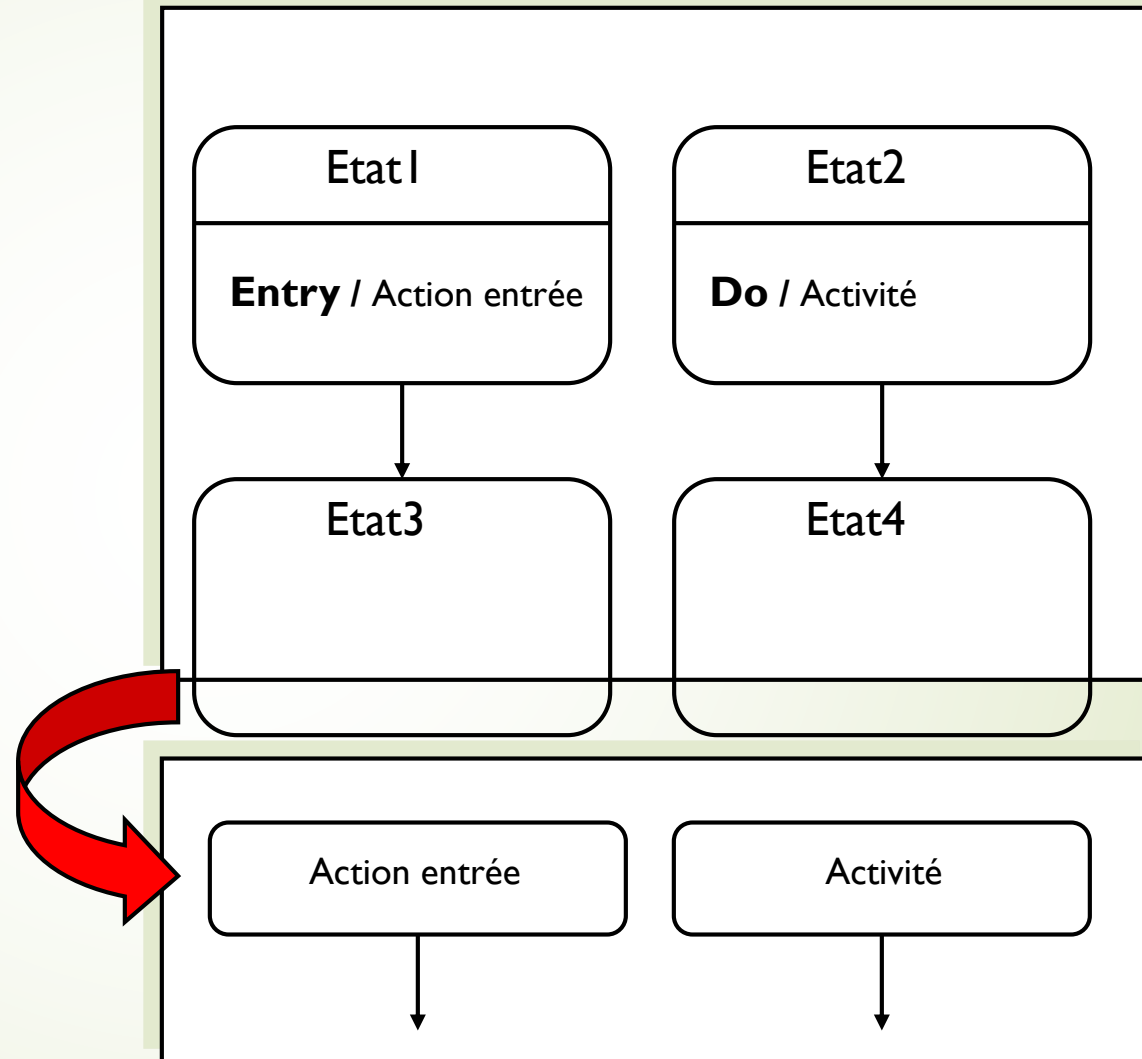 Etat1
Etat2
Entry / Action entrée
Do / Activité
Etat3
Etat4
Action entrée
Activité